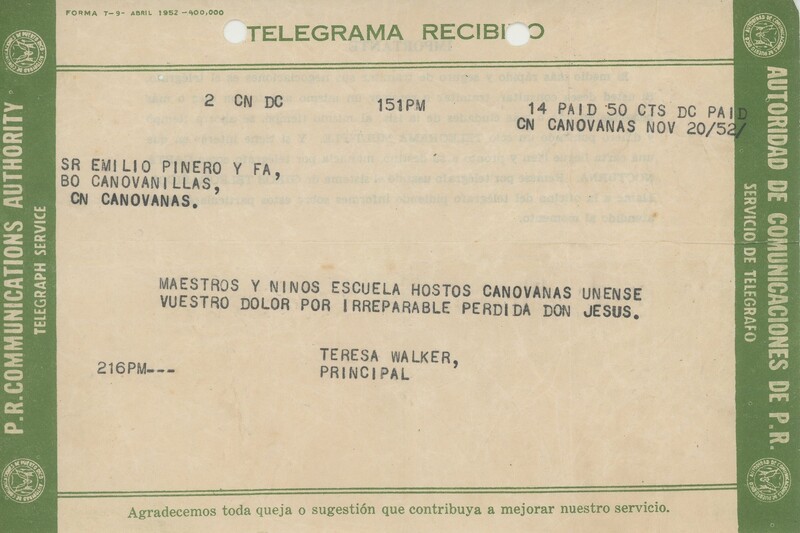 FORMA T-9- ABRIL 1952 -400,000
TELEGRAMA RECIBIDO
2 CN DC 151PM 14 PAID 50 CTS DC PAID
CN CANOVANAS NOV 20/52/
SR EMILIO PINERO Y FA,
BO CANOVANILLAS,
CN CANOVANAS.
MAESTROS Y NINOS ESCUELA HOSTOS CANOVANAS UNENSE
VUESTRO DOLOR POR IRREPARABLE PERDIDA DON JESUS.
216PM---
TERESA WALKER,
PRINCIPAL
Agradecemos toda queja o sugestión que contribuya a mejorar nuestro servicio.
P.R. COMMUNICATIONS AUTHORITY
TELEGRAPH SERVICE
AUTORIDAD DE COMUNICACIONES DE P.R.
SERVICIO DE TELEGRAFO